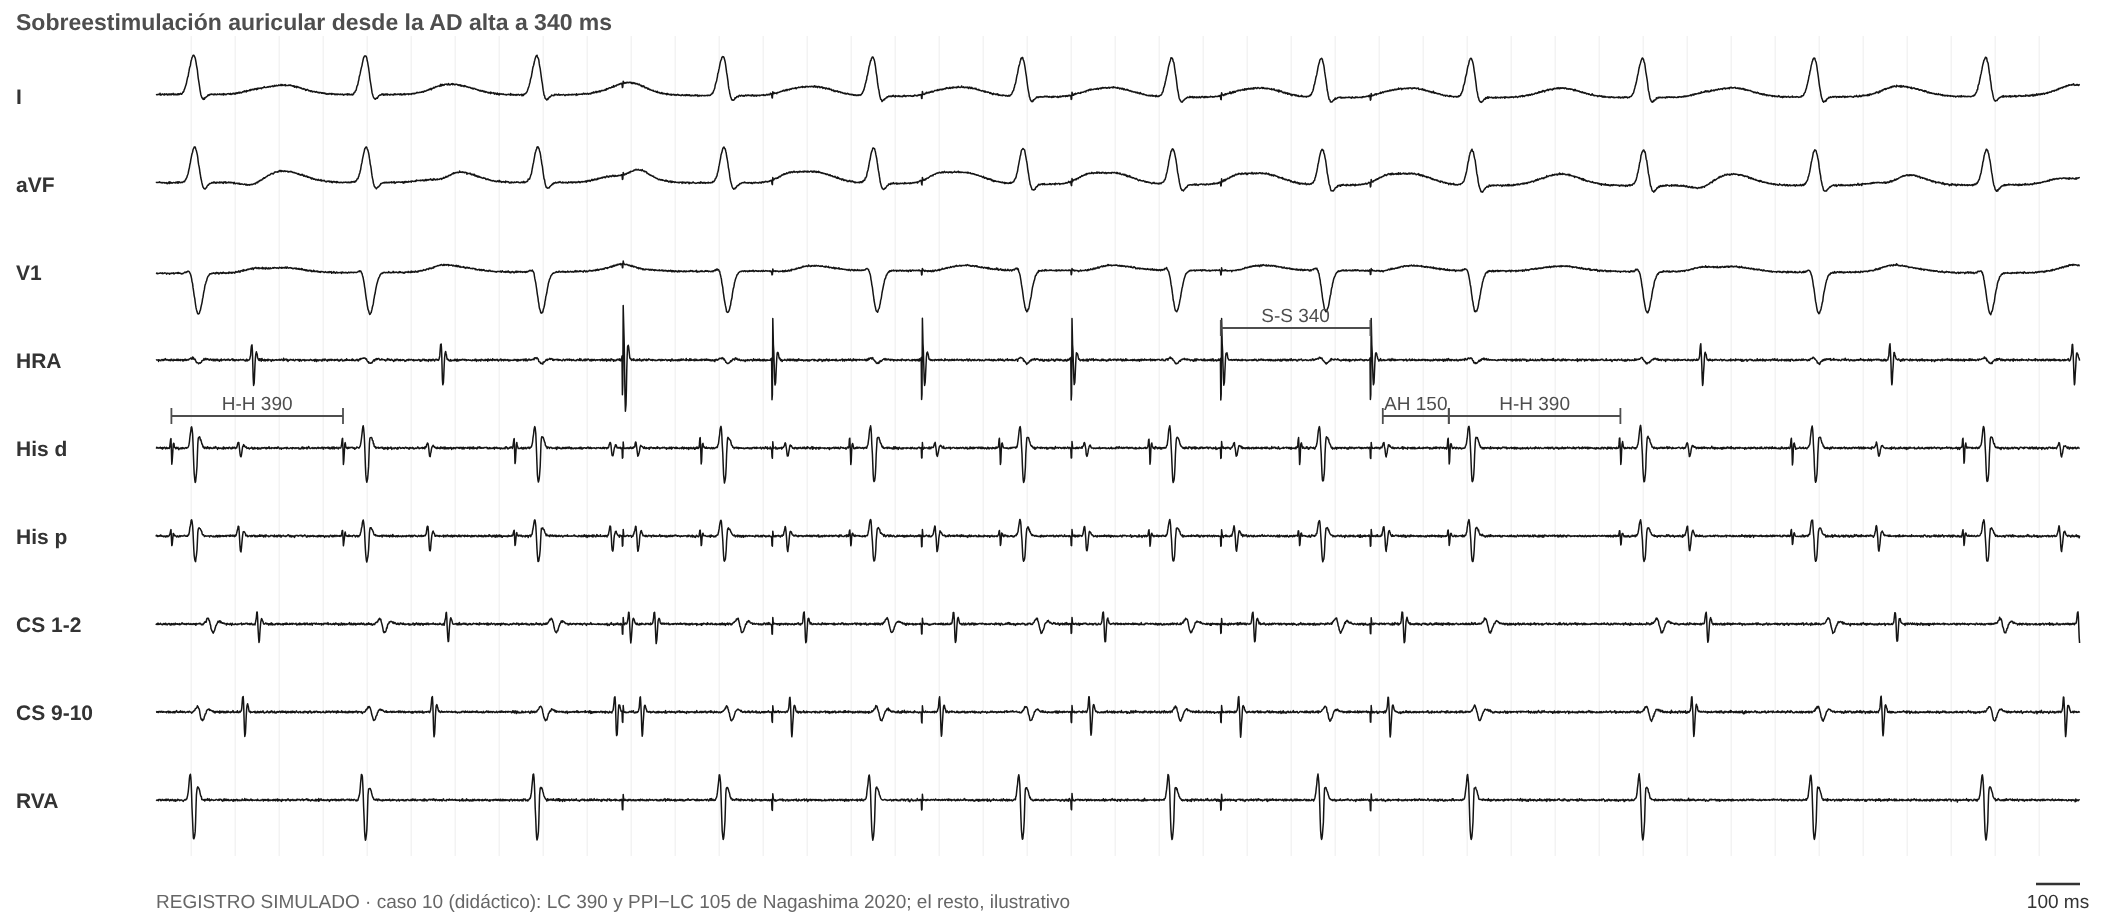 Sobreestimulación auricular desde la AD alta a 340 ms
I
aVF
V1
S-S 340
HRA
H-H 390
AH 150
H-H 390
His d
His p
CS 1-2
CS 9-10
RVA
REGISTRO SIMULADO · caso 10 (didáctico): LC 390 y PPI−LC 105 de Nagashima 2020; el resto, ilustrativo
100 ms